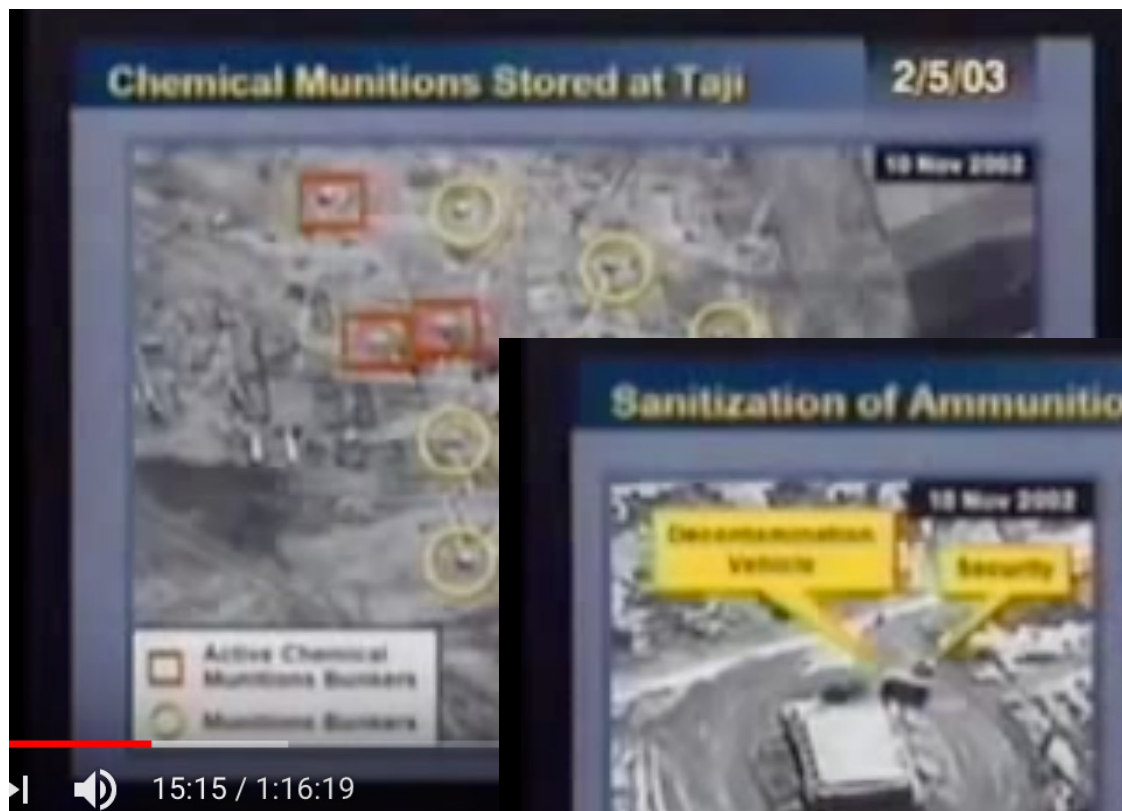 Chemical Munitions Stored at Taji
2/5/03
10 Nov 2002
Active Chemical
Munitions Bunkers
Munitions Bunkers
15:15 / 1:16:19
Sanitization of Ammunitio
10 Nov 2002
Decontamination
Vehicle
Security